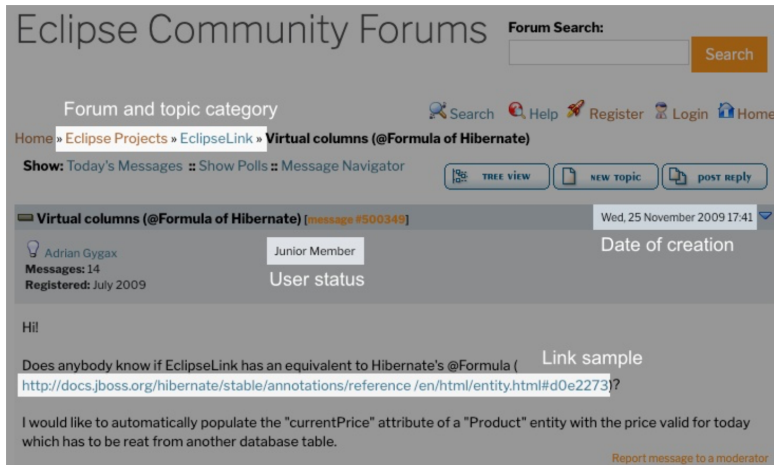 Eclipse Community Forums
Forum Search:
Search
Forum and topic category
Search Help Register Login Home
Home » Eclipse Projects » EclipseLink » Virtual columns (@Formula of Hibernate)
Show: Today's Messages :: Show Polls :: Message Navigator
TREE VIEW NEW TOPIC POST REPLY
Virtual columns (@Formula of Hibernate) [message #500349] Wed, 25 November 2009 17:41
Date of creation
Adrian Gygax Junior Member
Messages: 14
User status
Registered: July 2009
Hi!
Does anybody know if EclipseLink has an equivalent to Hibernate's @Formula (
Link sample
http://docs.jboss.org/hibernate/stable/annotations/reference /en/html/entity.html#d0e2273)?
I would like to automatically populate the "currentPrice" attribute of a "Product" entity with the price valid for today
which has to be reat from another database table.
Report message to a moderator